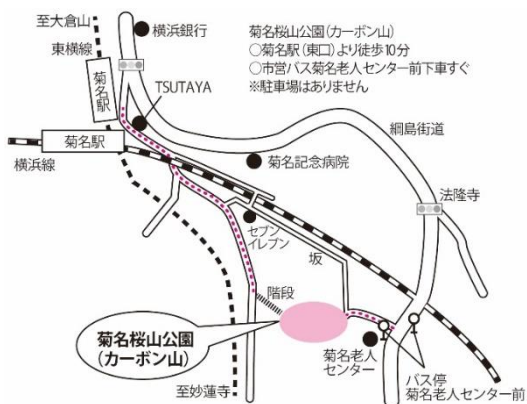 至大倉山
東横線
菊名駅
横浜銀行
菊名桜山公園(カーボン山)
○菊名駅(東口)より徒歩10分
○市営バス菊名老人センター前下車すぐ
※駐車場はありません
TSUTAYA
菊名駅
横浜線
菊名記念病院
綱島街道
法隆寺
セブン
イレブン
坂
階段
菊名桜山公園
(カーボン山)
菊名老人
センター
バス停
菊名老人センター前
至妙蓮寺